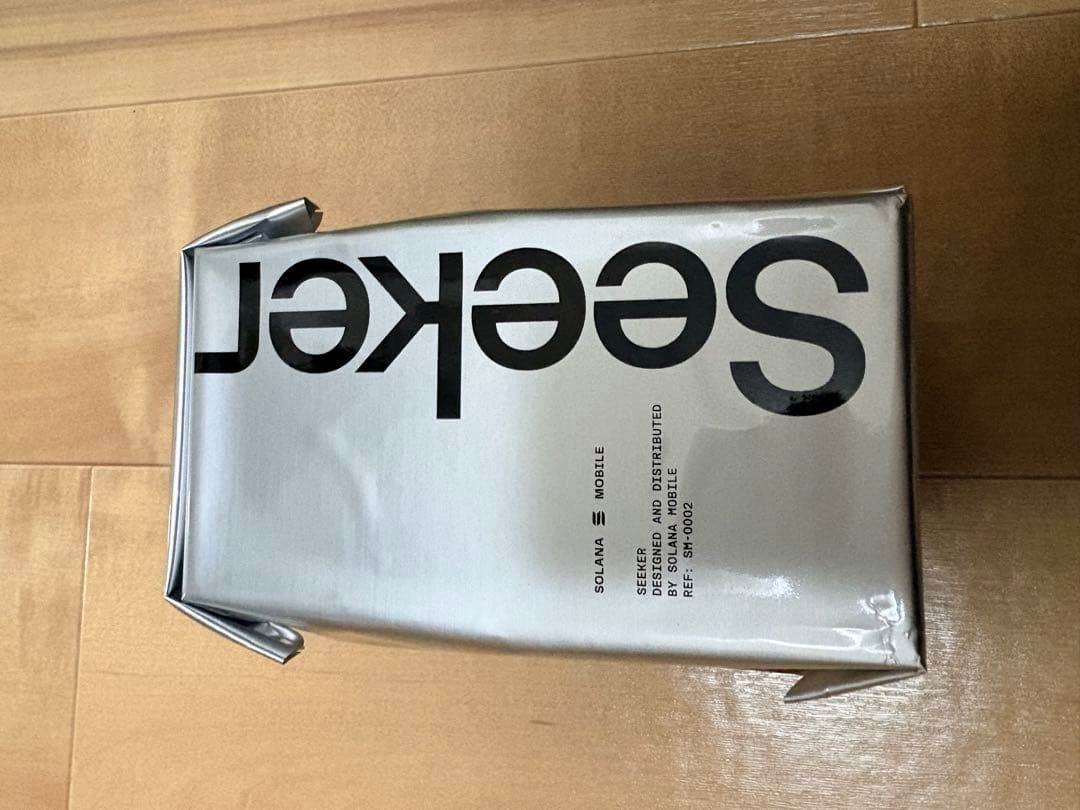 Seeker
SOLANA MOBILE
SEEKER
DESIGNED AND DISTRIBUTED
BY SOLANA MOBILE
REF: SM-0002